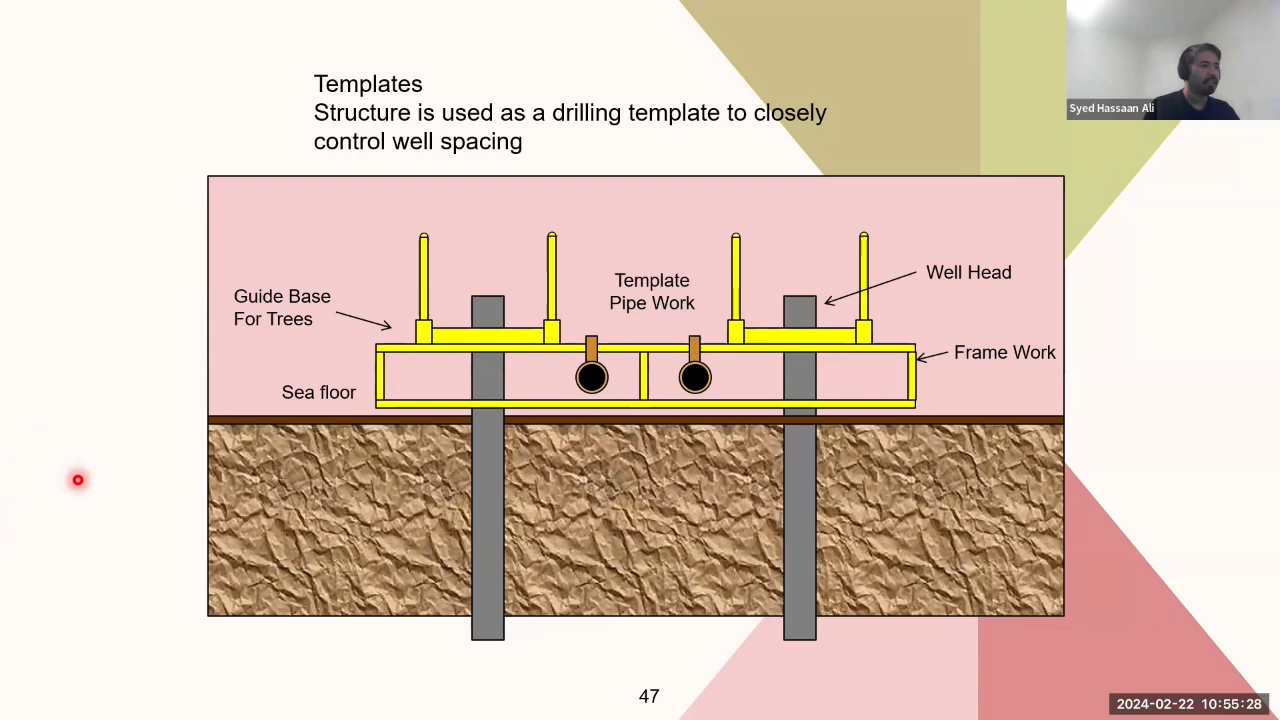 Templates
Structure is used as a drilling template to closely
control well spacing
Syed Hassaan Ali
Guide Base
For Trees
Template
Pipe Work
Well Head
Frame Work
Sea floor
47
2024-02-22 10:55:28